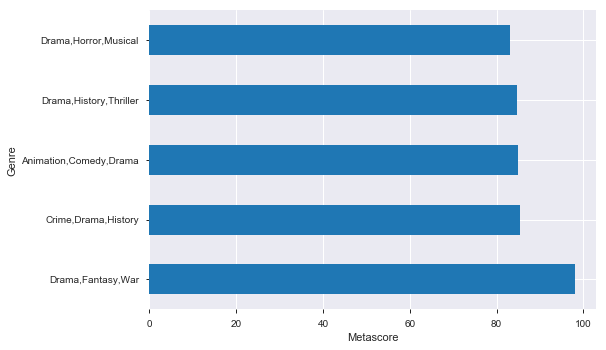 Drama,Horror,Musical
Drama,History,Thriller
Animation,Comedy,Drama
Crime,Drama,History
Drama,Fantasy,War
Genre
0 20 40 60 80 100
Metascore